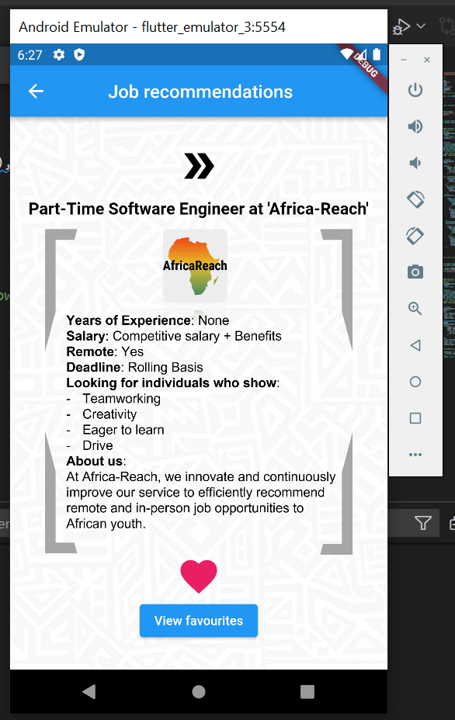 Android Emulator - flutter_emulator_3:5554
6:27
DEBUG
Job recommendations
Part-Time Software Engineer at 'Africa-Reach'
AfricaReach
Years of Experience: None
Salary: Competitive salary + Benefits
Remote: Yes
Deadline: Rolling Basis
Looking for individuals who show:
- Teamworking
- Creativity
- Eager to learn
- Drive
About us:
At Africa-Reach, we innovate and continuously
improve our service to efficiently recommend
remote and in-person job opportunities to
African youth.
View favourites